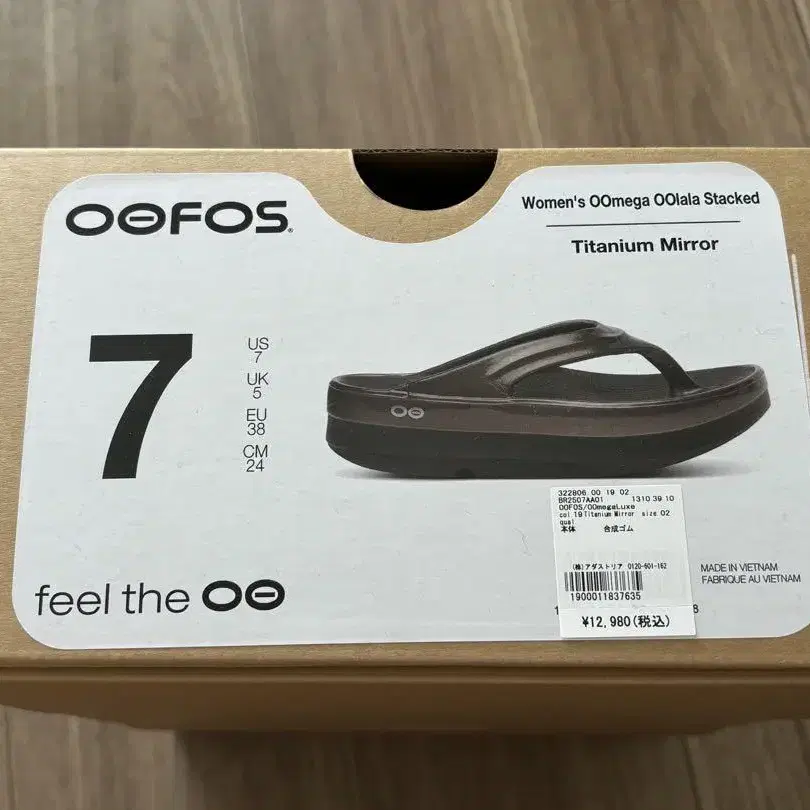 OOFOS®
Women's OOmega OOlala Stacked
Titanium Mirror
7
US
7
UK
5
EU
38
CM
24
OO
feel the OO
322806 00 19 02
BR2507AA01 1310 39 10
OOFOS/OOmegaLuxe
col 19 Titanium Mirror size 02
qual
本体 合成ゴム
(株)アダストリア 0120-601-162
1900011837635
¥12,980(税込)
MADE IN VIETNAM
FABRIQUE AU VIETNAM